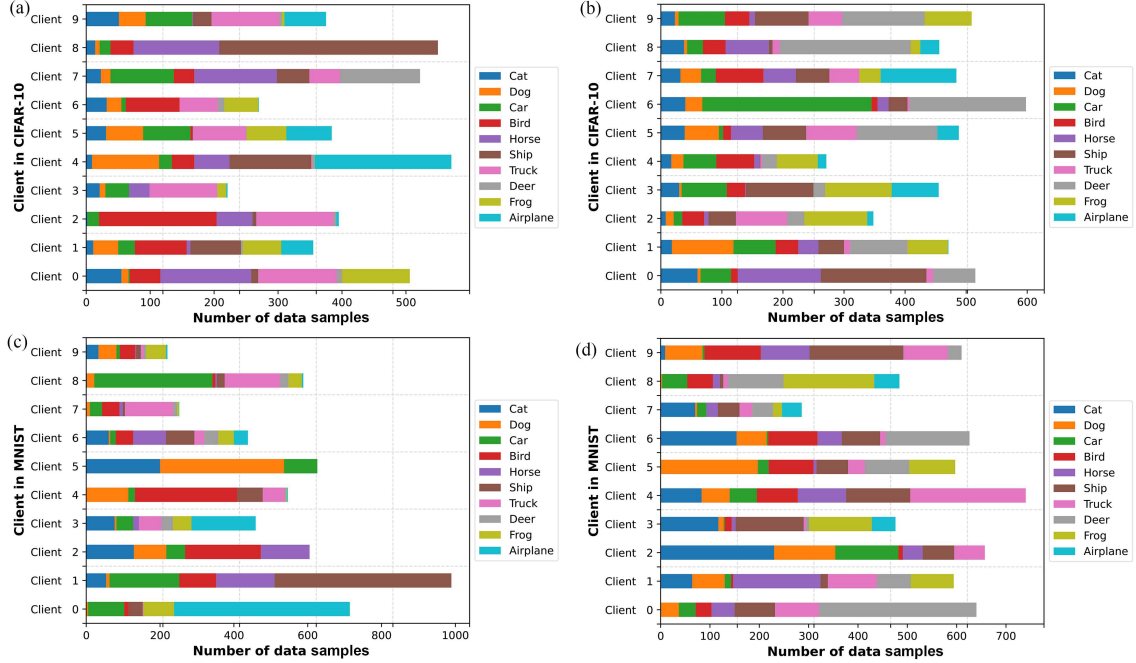 (a)
Client 9
Client 8
Client 7
Client 6
Client 5
Client 4
Client 3
Client 2
Client 1
Client 0
Client in CIFAR-10
0 100 200 300 400 500
Number of data samples
Cat
Dog
Car
Bird
Horse
Ship
Truck
Deer
Frog
Airplane
(b)
Client 9
Client 8
Client 7
Client 6
Client 5
Client 4
Client 3
Client 2
Client 1
Client 0
Client in CIFAR-10
0 100 200 300 400 500 600
Number of data samples
Cat
Dog
Car
Bird
Horse
Ship
Truck
Deer
Frog
Airplane
(c)
Client 9
Client 8
Client 7
Client 6
Client 5
Client 4
Client 3
Client 2
Client 1
Client 0
Client in MNIST
0 200 400 600 800 1000
Number of data samples
Cat
Dog
Car
Bird
Horse
Ship
Truck
Deer
Frog
Airplane
(d)
Client 9
Client 8
Client 7
Client 6
Client 5
Client 4
Client 3
Client 2
Client 1
Client 0
Client in MNIST
0 100 200 300 400 500 600 700
Number of data samples
Cat
Dog
Car
Bird
Horse
Ship
Truck
Deer
Frog
Airplane